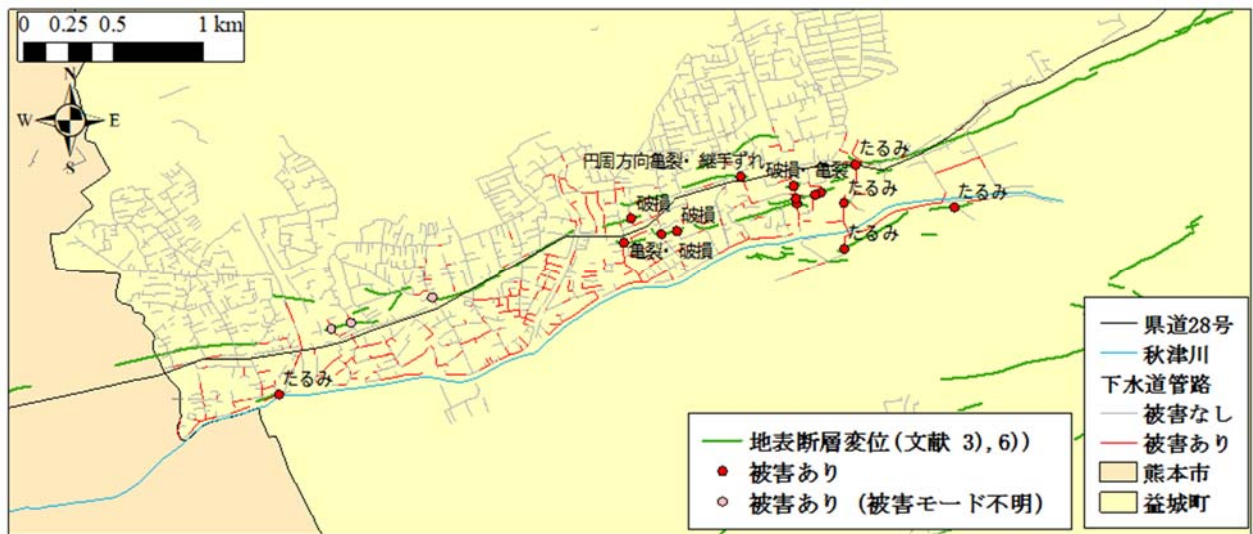 0 0.25 0.5 1 km
N
W E
S
円周方向亀裂・継手ずれ
破損・亀裂
たるみ
たるみ
たるみ
たるみ
破損
破損
亀裂・破損
たるみ
地表断層変位(文献 3), 6))
被害あり
被害あり (被害モード不明)
県道28号
秋津川
下水道管路
被害なし
被害あり
熊本市
益城町